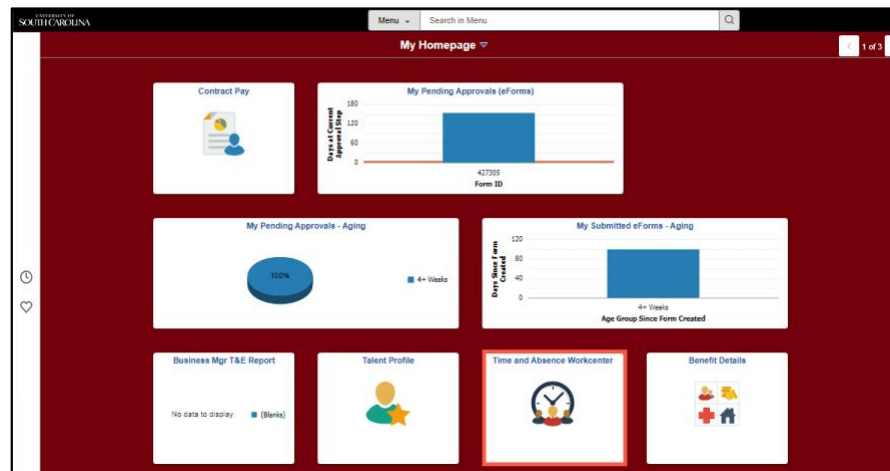 UNIVERSITY OF
SOUTH CAROLINA
Menu
Search in Menu
My Homepage
1 of 3
Contract Pay
My Pending Approvals (eForms)
Days at Current
Approval Step
180
120
60
0
427305
Form ID
My Pending Approvals - Aging
100%
4+ Weeks
My Submitted eForms - Aging
Days Since Form
Created
120
80
40
0
4+ Weeks
Age Group Since Form Created
Business Mgr T&E Report
No data to display
(Blanks)
Talent Profile
Time and Absence Workcenter
Benefit Details